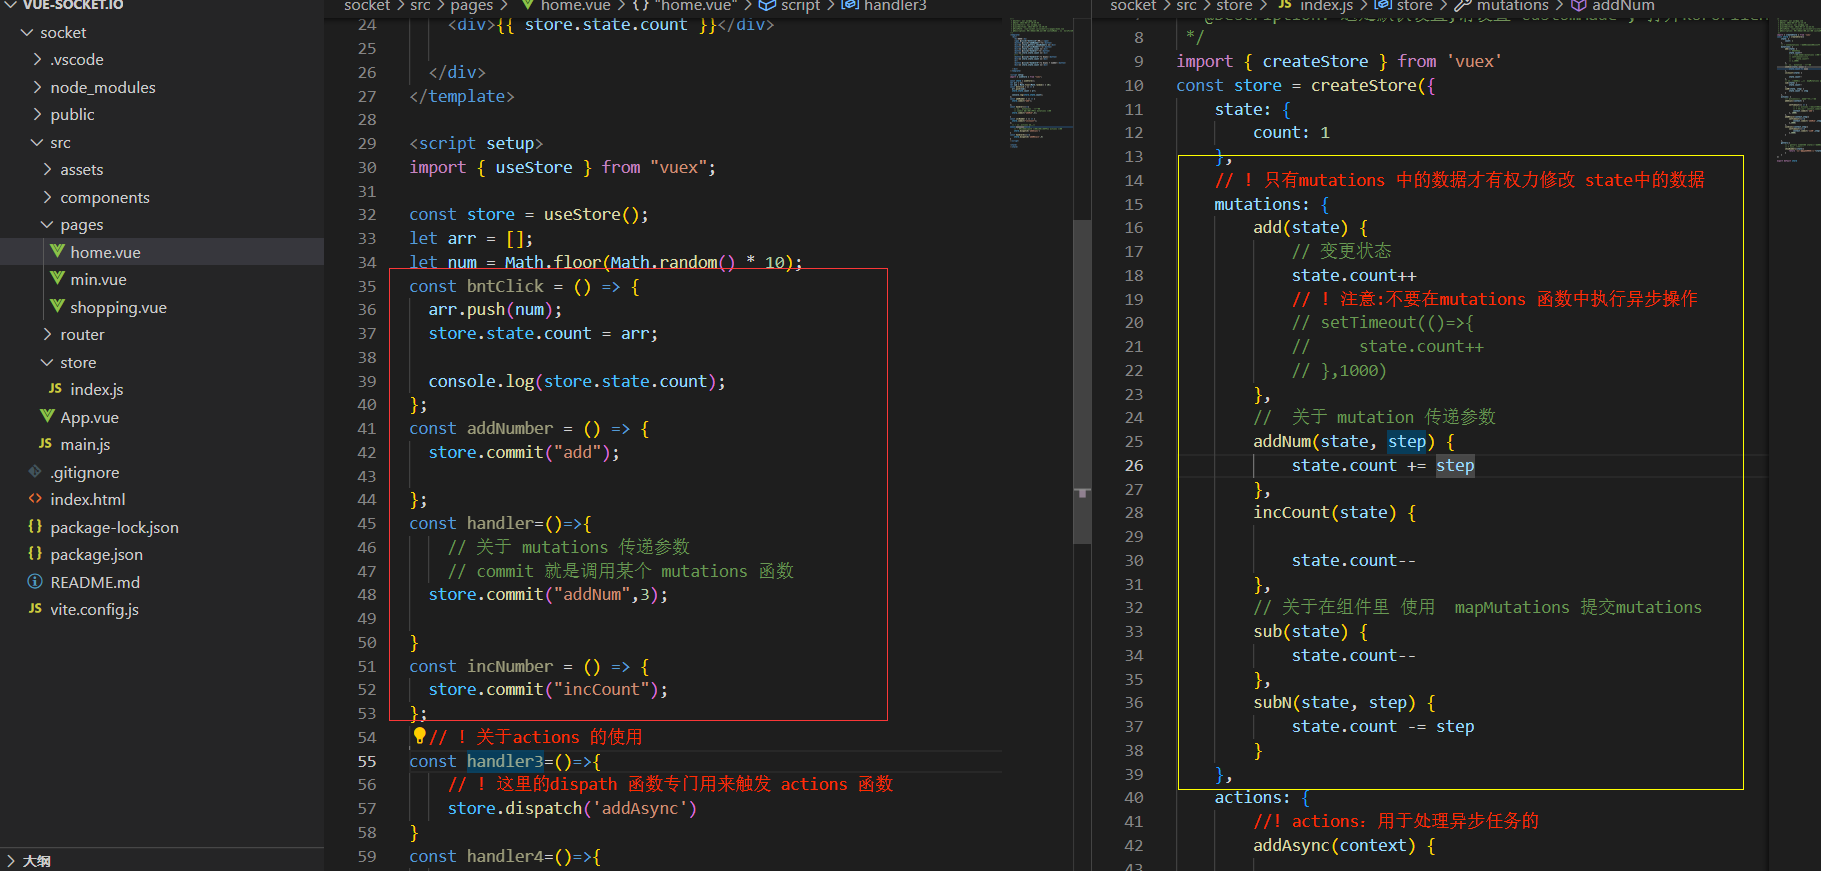 VUE-SOCKET.IO
socket
.vscode
node_modules
public
src
assets
components
pages
home.vue
min.vue
shopping.vue
router
store
JS index.js
App.vue
JS main.js
.gitignore
<> index.html
{} package-lock.json
{} package.json
README.md
JS vite.config.js
大纲
socket > src > pages > home.vue > {} "home.vue" > script > handler3
24 <div>{{ store.state.count }}</div>
25
26 </div>
27 </template>
28
29 <script setup>
30 import { useStore } from "vuex";
31
32 const store = useStore();
33 let arr = [];
34 let num = Math.floor(Math.random() * 10);
35 const bntClick = () => {
36 arr.push(num);
37 store.state.count = arr;
38
39 console.log(store.state.count);
40 };
41 const addNumber = () => {
42 store.commit("add");
43
44 };
45 const handler=()=>{
46 // 关于 mutations 传递参数
47 // commit 就是调用某个 mutations 函数
48 store.commit("addNum",3);
49
50 }
51 const incNumber = () => {
52 store.commit("incCount");
53 };
54 // ! 关于actions 的使用
55 const handler3=()=>{
56 // ! 这里的dispath 函数专门用来触发 actions 函数
57 store.dispatch('addAsync')
58 }
59 const handler4=()=>{
socket > src > store > JS index.js > store > mutations > addNum
8 */
9 import { createStore } from 'vuex'
10 const store = createStore({
11 state: {
12 count: 1
13 },
14 // ! 只有mutations 中的数据才有权力修改 state中的数据
15 mutations: {
16 add(state) {
17 // 变更状态
18 state.count++
19 // ! 注意:不要在mutations 函数中执行异步操作
20 // setTimeout(()=>{
21 // state.count++
22 // },1000)
23 },
24 // 关于 mutation 传递参数
25 addNum(state, step) {
26 state.count += step
27 },
28 incCount(state) {
29
30 state.count--
31 },
32 // 关于在组件里 使用 mapMutations 提交mutations
33 sub(state) {
34 state.count--
35 },
36 subN(state, step) {
37 state.count -= step
38 }
39 },
40 actions: {
41 //! actions：用于处理异步任务的
42 addAsync(context) {
43